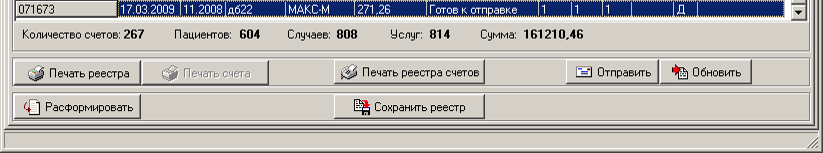 071673 17.03.2009 11.2008 дб22 МАКС-М 271,26 Готов к отправке 1 1 1 Д
Количество счетов: 267 Пациентов: 604 Случаев: 808 Услуг: 814 Сумма: 161210,46
Печать реестра Печать счета Печать реестра счетов Отправить Обновить
Расформировать Сохранить реестр